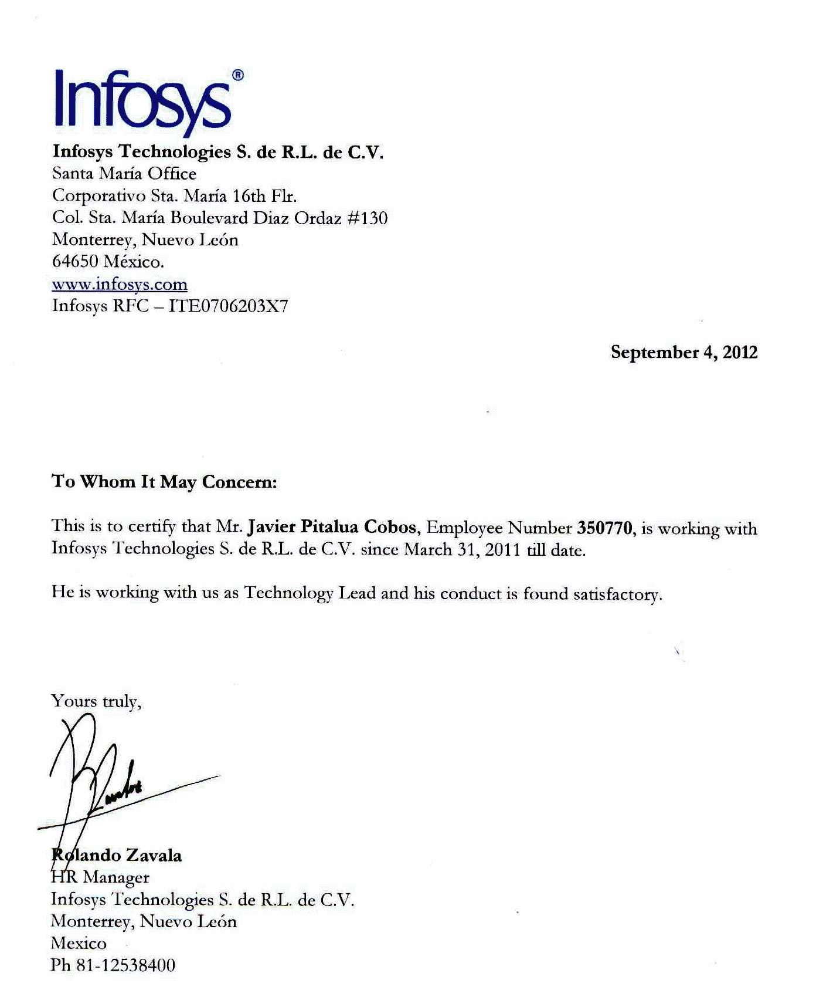 Infosys®
Infosys Technologies S. de R.L. de C.V.
Santa María Office
Corporativo Sta. María 16th Flr.
Col. Sta. María Boulevard Diaz Ordaz #130
Monterrey, Nuevo León
64650 México.
www.infosys.com
Infosys RFC – ITE0706203X7
September 4, 2012
To Whom It May Concern:
This is to certify that Mr. Javier Pitalua Cobos, Employee Number 350770, is working with
Infosys Technologies S. de R.L. de C.V. since March 31, 2011 till date.
He is working with us as Technology Lead and his conduct is found satisfactory.
Yours truly,
Rolando Zavala
HR Manager
Infosys Technologies S. de R.L. de C.V.
Monterrey, Nuevo León
Mexico
Ph 81-12538400